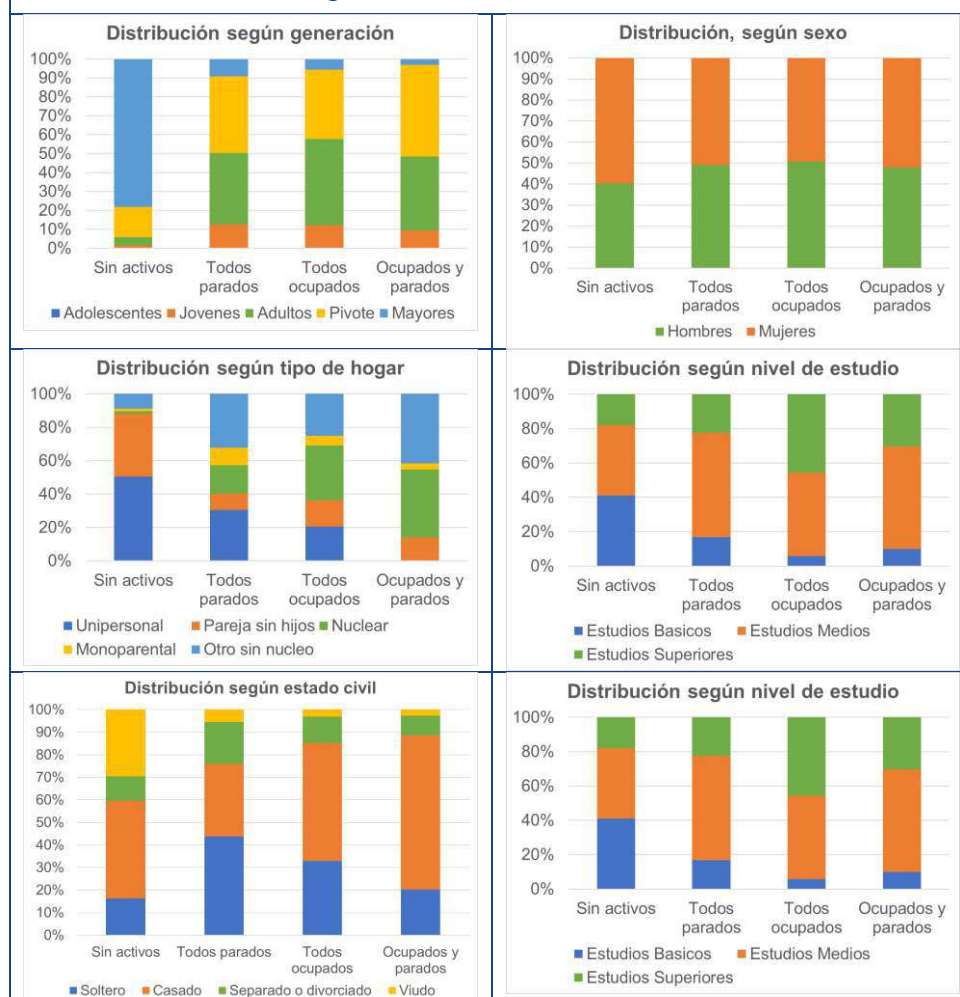 Distribución según generación
100%
90%
80%
70%
60%
50%
40%
30%
20%
10%
0%
Sin activos
Todos parados
Todos ocupados
Ocupados y parados
Adolescentes Jovenes Adultos Pivote Mayores
Distribución, según sexo
100%
90%
80%
70%
60%
50%
40%
30%
20%
10%
0%
Sin activos
Todos parados
Todos ocupados
Ocupados y parados
Hombres Mujeres
Distribución según tipo de hogar
100%
80%
60%
40%
20%
0%
Sin activos
Todos parados
Todos ocupados
Ocupados y parados
Unipersonal Pareja sin hijos Nuclear
Monoparental Otro sin nucleo
Distribución según nivel de estudio
100%
80%
60%
40%
20%
0%
Sin activos
Todos parados
Todos ocupados
Ocupados y parados
Estudios Basicos Estudios Medios
Estudios Superiores
Distribución según estado civil
100%
90%
80%
70%
60%
50%
40%
30%
20%
10%
0%
Sin activos
Todos parados
Todos ocupados
Ocupados y parados
Soltero Casado Separado o divorciado Viudo
Distribución según nivel de estudio
100%
80%
60%
40%
20%
0%
Sin activos
Todos parados
Todos ocupados
Ocupados y parados
Estudios Basicos Estudios Medios
Estudios Superiores